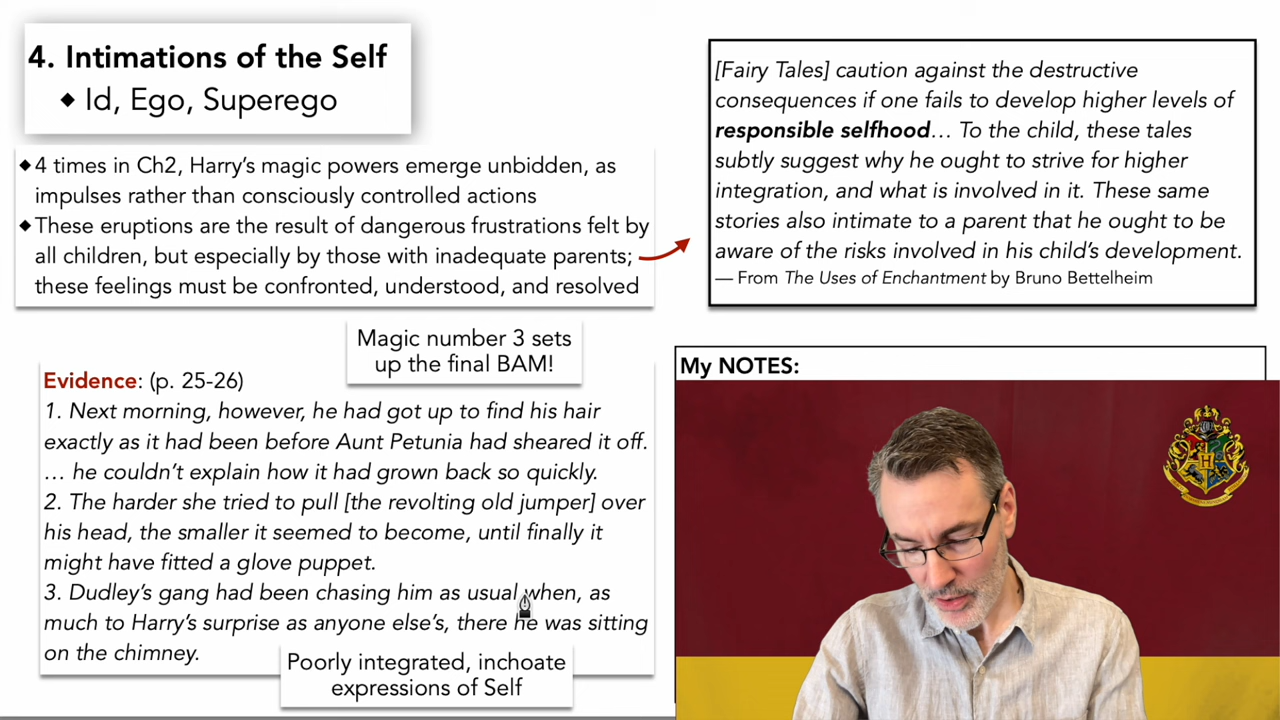 4. Intimations of the Self
◆ Id, Ego, Superego
◆ 4 times in Ch2, Harry’s magic powers emerge unbidden, as
impulses rather than consciously controlled actions
◆ These eruptions are the result of dangerous frustrations felt by
all children, but especially by those with inadequate parents;
these feelings must be confronted, understood, and resolved
[Fairy Tales] caution against the destructive
consequences if one fails to develop higher levels of
responsible selfhood… To the child, these tales
subtly suggest why he ought to strive for higher
integration, and what is involved in it. These same
stories also intimate to a parent that he ought to be
aware of the risks involved in his child’s development.
— From The Uses of Enchantment by Bruno Bettelheim
Magic number 3 sets
up the final BAM!
Evidence: (p. 25-26)
1. Next morning, however, he had got up to find his hair
exactly as it had been before Aunt Petunia had sheared it off.
… he couldn’t explain how it had grown back so quickly.
2. The harder she tried to pull [the revolting old jumper] over
his head, the smaller it seemed to become, until finally it
might have fitted a glove puppet.
3. Dudley’s gang had been chasing him as usual when, as
much to Harry’s surprise as anyone else’s, there he was sitting
on the chimney.
Poorly integrated, inchoate
expressions of Self
My NOTES:
H